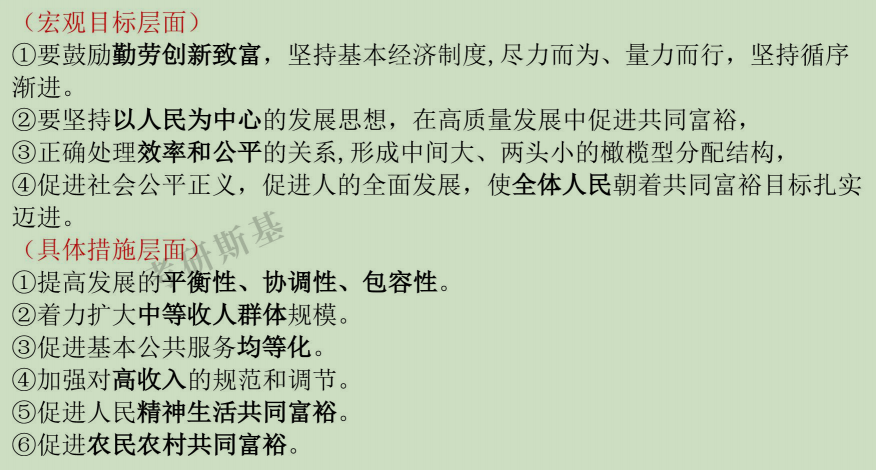 （宏观目标层面）
①要鼓励勤劳创新致富，坚持基本经济制度,尽力而为、量力而行，坚持循序
渐进。
②要坚持以人民为中心的发展思想，在高质量发展中促进共同富裕，
③正确处理效率和公平的关系,形成中间大、两头小的橄榄型分配结构，
④促进社会公平正义，促进人的全面发展，使全体人民朝着共同富裕目标扎实
迈进。
（具体措施层面）
考研斯基
①提高发展的平衡性、协调性、包容性。
②着力扩大中等收人群体规模。
③促进基本公共服务均等化。
④加强对高收入的规范和调节。
⑤促进人民精神生活共同富裕。
⑥促进农民农村共同富裕。